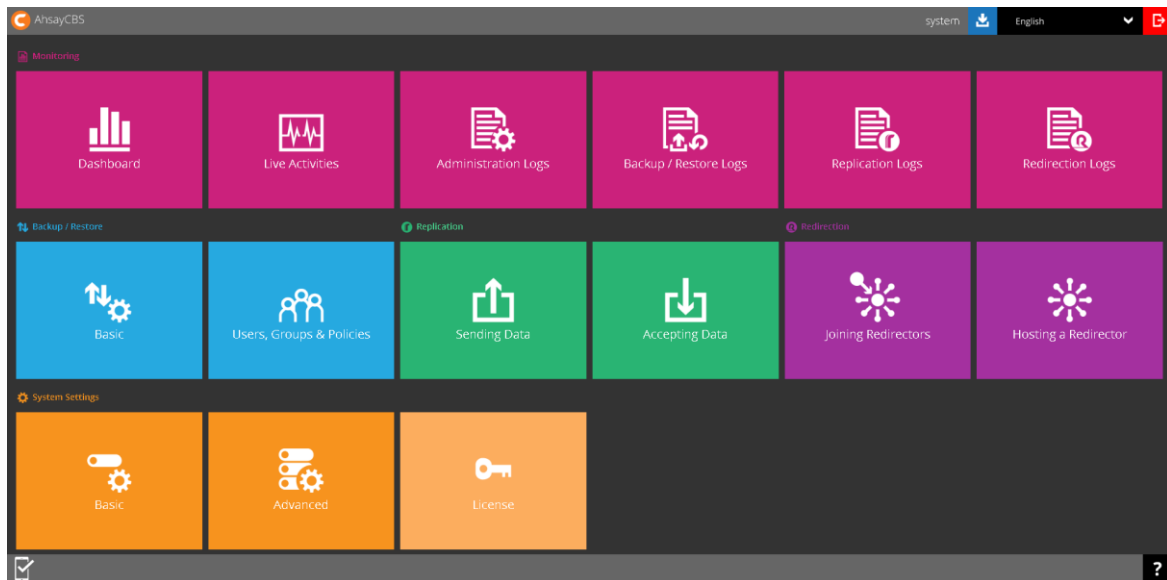 AhsayCBS
system
English
Monitoring
Dashboard
Live Activities
Administration Logs
Backup / Restore Logs
Replication Logs
Redirection Logs
Backup / Restore
Replication
Redirection
Basic
Users, Groups & Policies
Sending Data
Accepting Data
Joining Redirectors
Hosting a Redirector
System Settings
Basic
Advanced
License
?